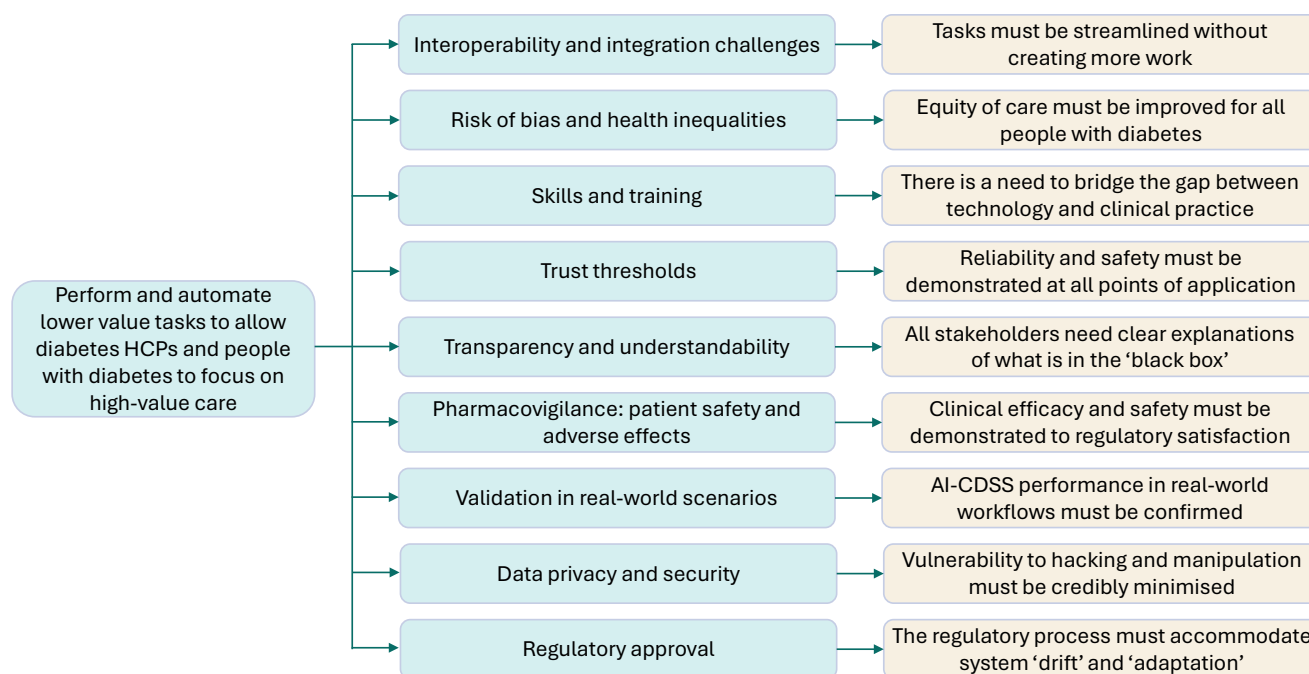 Interoperability and integration challenges
Tasks must be streamlined without
creating more work
Risk of bias and health inequalities
Equity of care must be improved for all
people with diabetes
Skills and training
There is a need to bridge the gap between
technology and clinical practice
Trust thresholds
Reliability and safety must be
demonstrated at all points of application
Perform and automate
lower value tasks to allow
diabetes HCPs and people
with diabetes to focus on
high-value care
Transparency and understandability
All stakeholders need clear explanations
of what is in the ‘black box’
Pharmacovigilance: patient safety and
adverse effects
Clinical efficacy and safety must be
demonstrated to regulatory satisfaction
Validation in real-world scenarios
AI-CDSS performance in real-world
workflows must be confirmed
Data privacy and security
Vulnerability to hacking and manipulation
must be credibly minimised
Regulatory approval
The regulatory process must accommodate
system ‘drift’ and ‘adaptation’